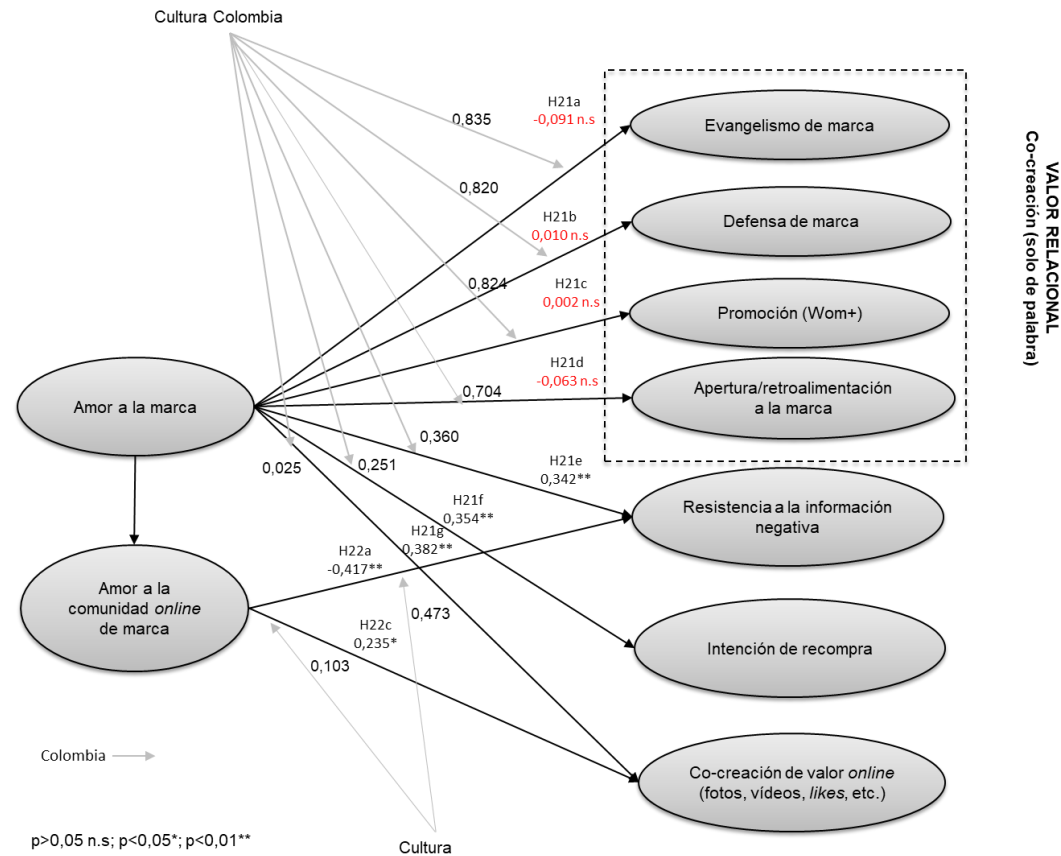 Cultura Colombia
H21a
-0,091 n.s
0,835
Evangelismo de marca
0,820
H21b
0,010 n.s
Defensa de marca
VALOR RELACIONAL
Co-creación (solo de palabra)
0,824
H21c
0,002 n.s
Promoción (Wom+)
H21d
-0,063 n.s
0,704
Apertura/retroalimentación
a la marca
Amor a la marca
0,360
0,251
0,025
H21e
0,342**
H21f
0,354**
Resistencia a la información
negativa
H21g
0,382**
H22a
-0,417**
Amor a la
comunidad online
de marca
0,473
H22c
0,235*
0,103
Intención de recompra
Colombia
Co-creación de valor online
(fotos, vídeos, likes, etc.)
p>0,05 n.s; p<0,05*; p<0,01**
Cultura